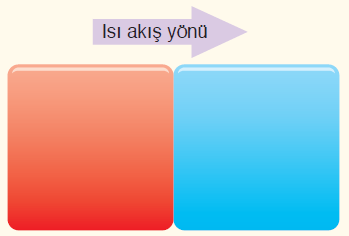 Isı akış yönü